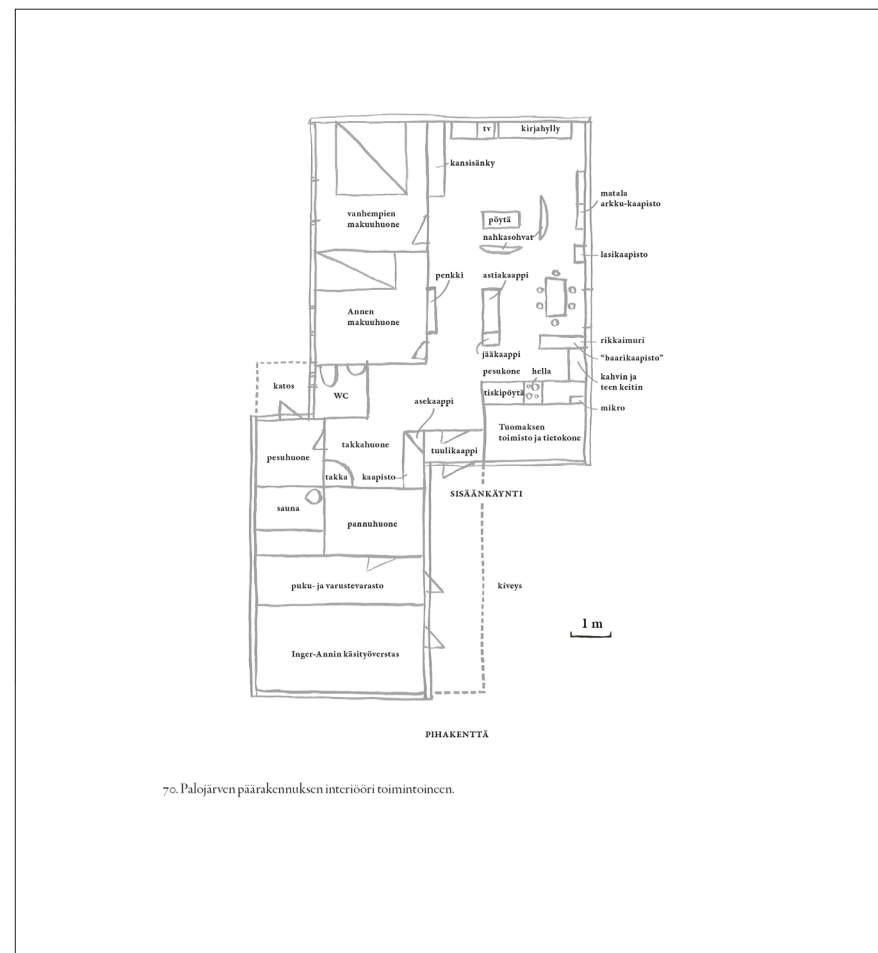 tv
kirjahylly
kansisänky
matala
arkku-kaapisto
vanhempien
makuuhuone
pöytä
nahkasohvat
lasikaapisto
penkki
astiakaappi
Annen
makuuhuone
rikkaimuri
jääkaappi
"baarikaapisto"
pesukone
hella
kahvin ja
teen keitin
katos
WC
tiskipöytä
asekaappi
mikro
Tuomaksen
toimisto ja tietokone
takkahuone
tuulikaappi
pesuhuone
takka
kaapisto
SISÄÄNKÄYNTI
sauna
pannuhuone
puku- ja varustevarasto
kiveys
1 m
Inger-Annin käsityöverstas
PIHAKENTTÄ
70. Palojärven päärakennuksen interiööri toimintoineen.